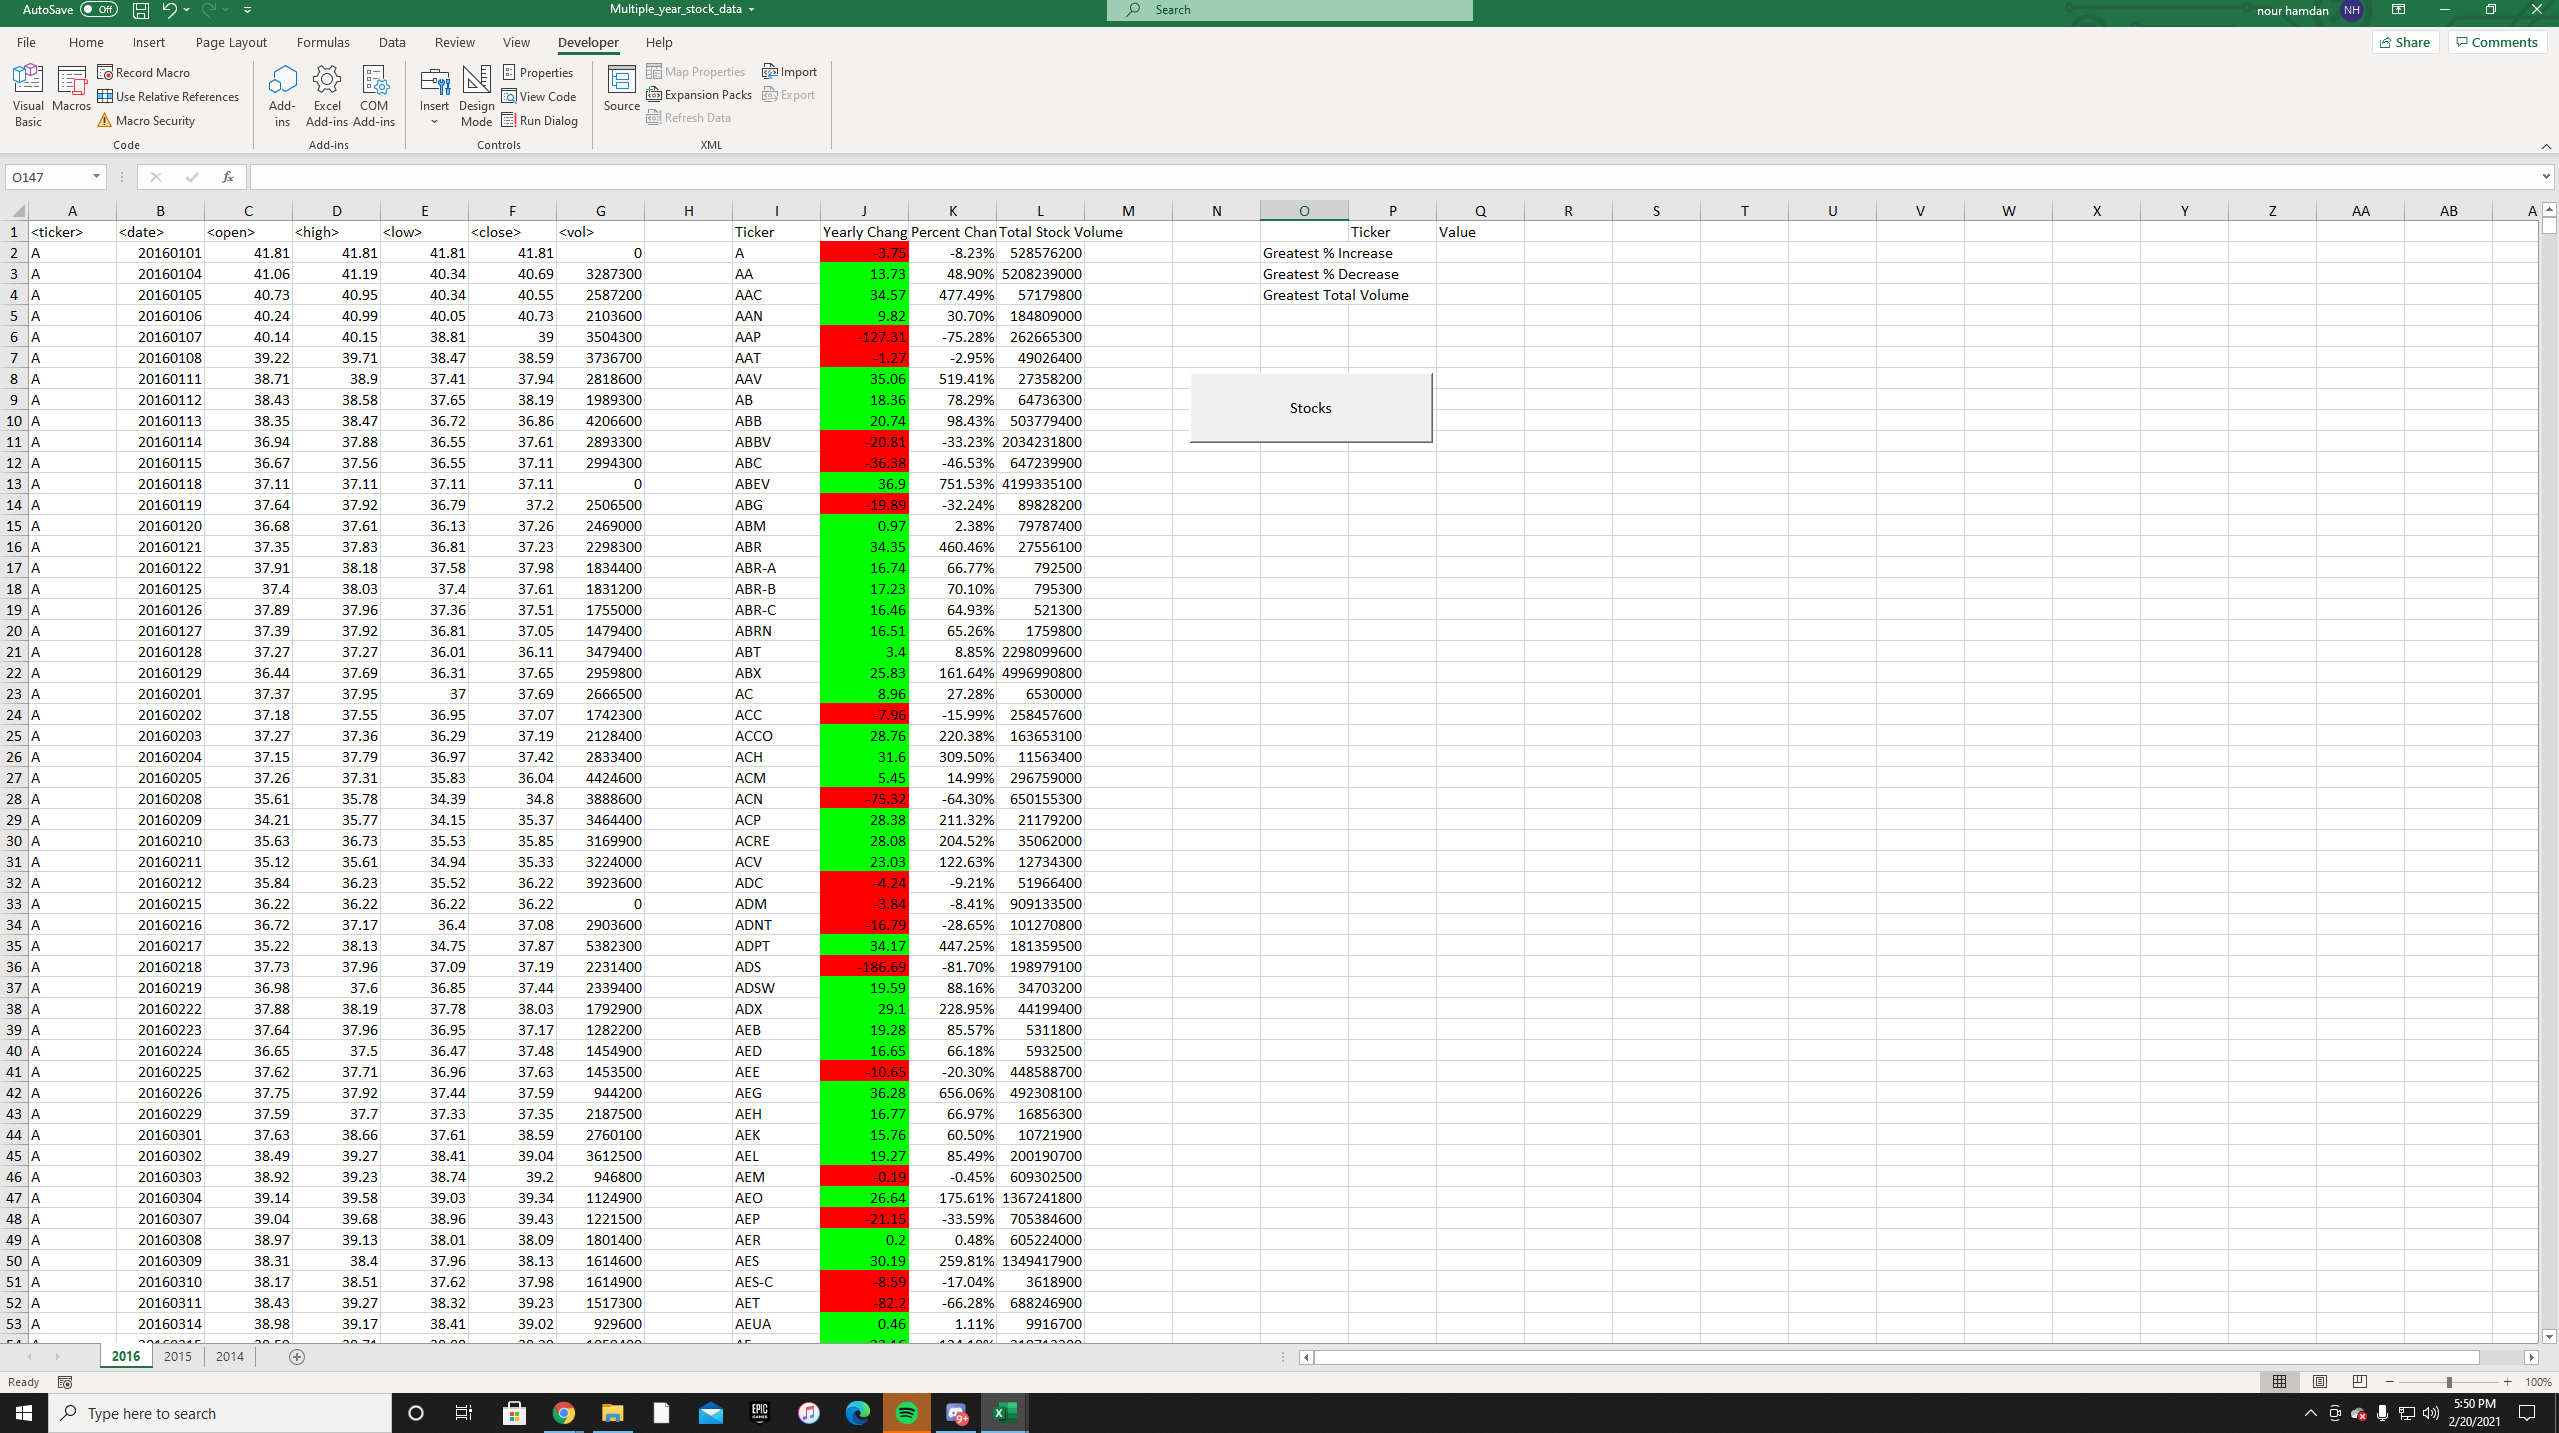 AutoSave Off Multiple_year_stock_data Search nour hamdan NH
File Home Insert Page Layout Formulas Data Review View Developer Help Share Comments
Visual Basic Macros Record Macro Use Relative References Macro Security Code
Add-ins Excel Add-ins COM Add-ins Add-ins
Insert Design Mode Properties View Code Run Dialog Controls
Source Map Properties Expansion Packs Refresh Data Import Export XML
O147 fx
A B C D E F G H I J K L M N O P Q R S T U V W X Y Z AA AB A
1 <ticker> <date> <open> <high> <low> <close> <vol> Ticker Yearly Chang Percent Chan Total Stock Volume Ticker Value
2 A 20160101 41.81 41.81 41.81 41.81 0 A -3.75 -8.23% 528576200 Greatest % Increase
3 A 20160104 41.06 41.19 40.34 40.69 3287300 AA 13.73 48.90% 5208239000 Greatest % Decrease
4 A 20160105 40.73 40.95 40.34 40.55 2587200 AAC 34.57 477.49% 57179800 Greatest Total Volume
5 A 20160106 40.24 40.99 40.05 40.73 2103600 AAN 9.82 30.70% 184809000
6 A 20160107 40.14 40.15 38.81 39 3504300 AAP -127.31 -75.28% 262665300
7 A 20160108 39.22 39.71 38.47 38.59 3736700 AAT -1.27 -2.95% 49026400
8 A 20160111 38.71 38.9 37.41 37.94 2818600 AAV 35.06 519.41% 27358200
9 A 20160112 38.43 38.58 37.65 38.19 1989300 AB 18.36 78.29% 64736300 Stocks
10 A 20160113 38.35 38.47 36.72 36.86 4206600 ABB 20.74 98.43% 503779400
11 A 20160114 36.94 37.88 36.55 37.61 2893300 ABBV -20.81 -33.23% 2034231800
12 A 20160115 36.67 37.56 36.55 37.11 2994300 ABC -36.38 -46.53% 647239900
13 A 20160118 37.11 37.11 37.11 37.11 0 ABEV 36.9 751.53% 4199335100
14 A 20160119 37.64 37.92 36.79 37.2 2506500 ABG -19.89 -32.24% 89828200
15 A 20160120 36.68 37.61 36.13 37.26 2469000 ABM 0.97 2.38% 79787400
16 A 20160121 37.35 37.83 36.81 37.23 2298300 ABR 34.35 460.46% 27556100
17 A 20160122 37.91 38.18 37.58 37.98 1834400 ABR-A 16.74 66.77% 792500
18 A 20160125 37.4 38.03 37.4 37.61 1831200 ABR-B 17.23 70.10% 795300
19 A 20160126 37.89 37.96 37.36 37.51 1755000 ABR-C 16.46 64.93% 521300
20 A 20160127 37.39 37.92 36.81 37.05 1479400 ABRN 16.51 65.26% 1759800
21 A 20160128 37.27 37.27 36.01 36.11 3479400 ABT 3.4 8.85% 2298099600
22 A 20160129 36.44 37.69 36.31 37.65 2959800 ABX 25.83 161.64% 4996990800
23 A 20160201 37.37 37.95 37 37.69 2666500 AC 8.96 27.28% 6530000
24 A 20160202 37.18 37.55 36.95 37.07 1742300 ACC -7.96 -15.99% 258457600
25 A 20160203 37.27 37.36 36.29 37.19 2128400 ACCO 28.76 220.38% 163653100
26 A 20160204 37.15 37.79 36.97 37.42 2833400 ACH 31.6 309.50% 11563400
27 A 20160205 37.26 37.31 35.83 36.04 4424600 ACM 5.45 14.99% 296759000
28 A 20160208 35.61 35.78 34.39 34.8 3888600 ACN -75.32 -64.30% 650155300
29 A 20160209 34.21 35.77 34.15 35.37 3464400 ACP 28.38 211.32% 21179200
30 A 20160210 35.63 36.73 35.53 35.85 3169900 ACRE 28.08 204.52% 35062000
31 A 20160211 35.12 35.61 34.94 35.33 3224000 ACV 23.03 122.63% 12734300
32 A 20160212 35.84 36.23 35.52 36.22 3923600 ADC -4.24 -9.21% 51966400
33 A 20160215 36.22 36.22 36.22 36.22 0 ADM -3.84 -8.41% 909133500
34 A 20160216 36.72 37.17 36.4 37.08 2903600 ADNT -16.79 -28.65% 101270800
35 A 20160217 35.22 38.13 34.75 37.87 5382300 ADPT 34.17 447.25% 181359500
36 A 20160218 37.73 37.96 37.09 37.19 2231400 ADS -186.69 -81.70% 198979100
37 A 20160219 36.98 37.6 36.85 37.44 2339400 ADSW 19.59 88.16% 34703200
38 A 20160222 37.88 38.19 37.78 38.03 1792900 ADX 29.1 228.95% 44199400
39 A 20160223 37.64 37.96 36.95 37.17 1282200 AEB 19.28 85.57% 5311800
40 A 20160224 36.65 37.5 36.47 37.48 1454900 AED 16.65 66.18% 5932500
41 A 20160225 37.62 37.71 36.96 37.63 1453500 AEE -10.65 -20.30% 448588700
42 A 20160226 37.75 37.92 37.44 37.59 944200 AEG 36.28 656.06% 492308100
43 A 20160229 37.59 37.7 37.33 37.35 2187500 AEH 16.77 66.97% 16856300
44 A 20160301 37.63 38.66 37.61 38.59 2760100 AEK 15.76 60.50% 10721900
45 A 20160302 38.49 39.27 38.41 39.04 3612500 AEL 19.27 85.49% 200190700
46 A 20160303 38.92 39.23 38.74 39.2 946800 AEM -0.19 -0.45% 609302500
47 A 20160304 39.14 39.58 39.03 39.34 1124900 AEO 26.64 175.61% 1367241800
48 A 20160307 39.04 39.68 38.96 39.43 1221500 AEP -21.15 -33.59% 705384600
49 A 20160308 38.97 39.13 38.01 38.09 1801400 AER 0.2 0.48% 605224000
50 A 20160309 38.31 38.4 37.96 38.13 1614600 AES 30.19 259.81% 1349417900
51 A 20160310 38.17 38.51 37.62 37.98 1614900 AES-C -8.59 -17.04% 3618900
52 A 20160311 38.43 39.27 38.32 39.23 1517300 AET -82.2 -66.28% 688246900
53 A 20160314 38.98 39.17 38.41 39.02 929600 AEUA 0.46 1.11% 9916700
2016 2015 2014
Ready 100%
Type here to search EPIC GAMES 9+ 5:50 PM
2/20/2021